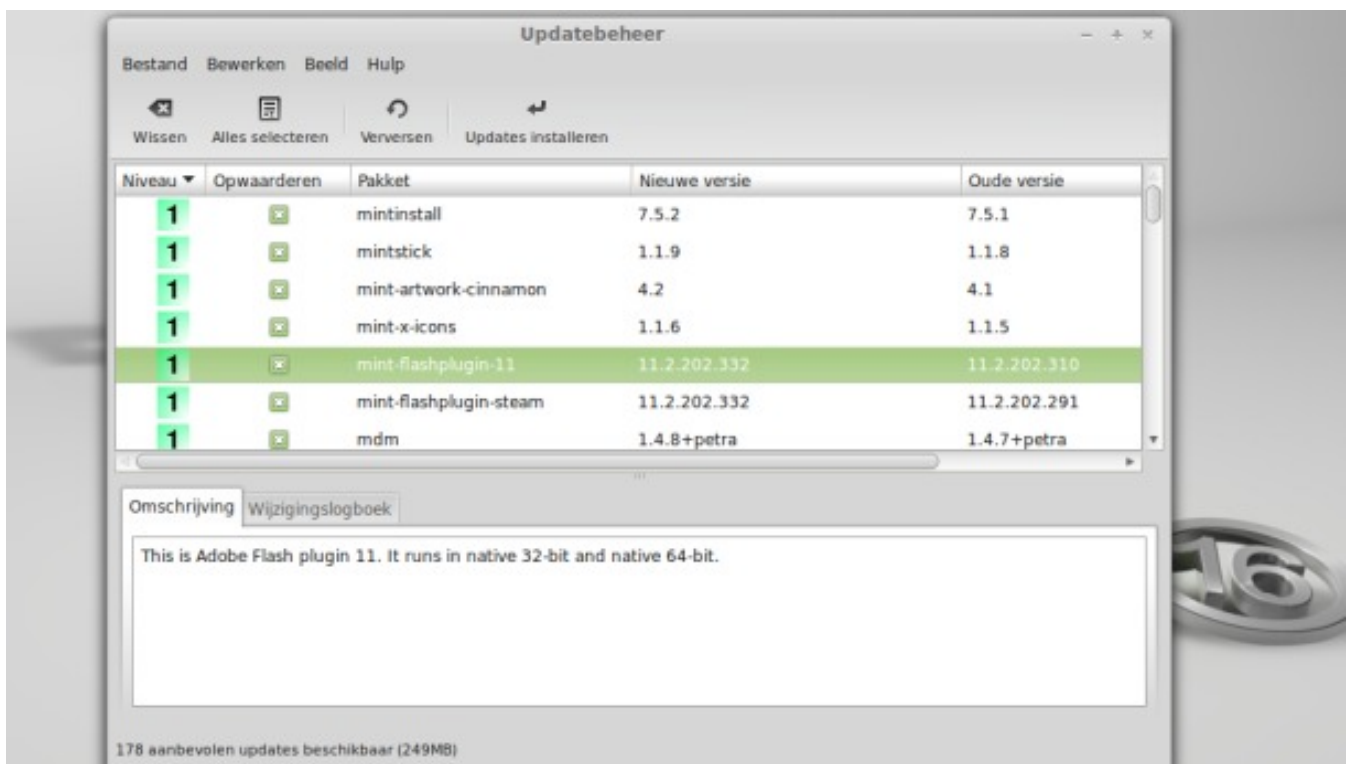 Updatebeheer
Bestand Bewerken Beeld Hulp
Wissen Alles selecteren Verversen Updates installeren
Niveau Opwaarderen Pakket Nieuwe versie Oude versie
1 mintinstall 7.5.2 7.5.1
1 mintstick 1.1.9 1.1.8
1 mint-artwork-cinnamon 4.2 4.1
1 mint-x-icons 1.1.6 1.1.5
1 mint-flashplugin-11 11.2.202.332 11.2.202.310
1 mint-flashplugin-steam 11.2.202.332 11.2.202.291
1 mdm 1.4.8+petra 1.4.7+petra
Omschrijving Wijzigingslogboek
This is Adobe Flash plugin 11. It runs in native 32-bit and native 64-bit.
16
178 aanbevolen updates beschikbaar (249MB)